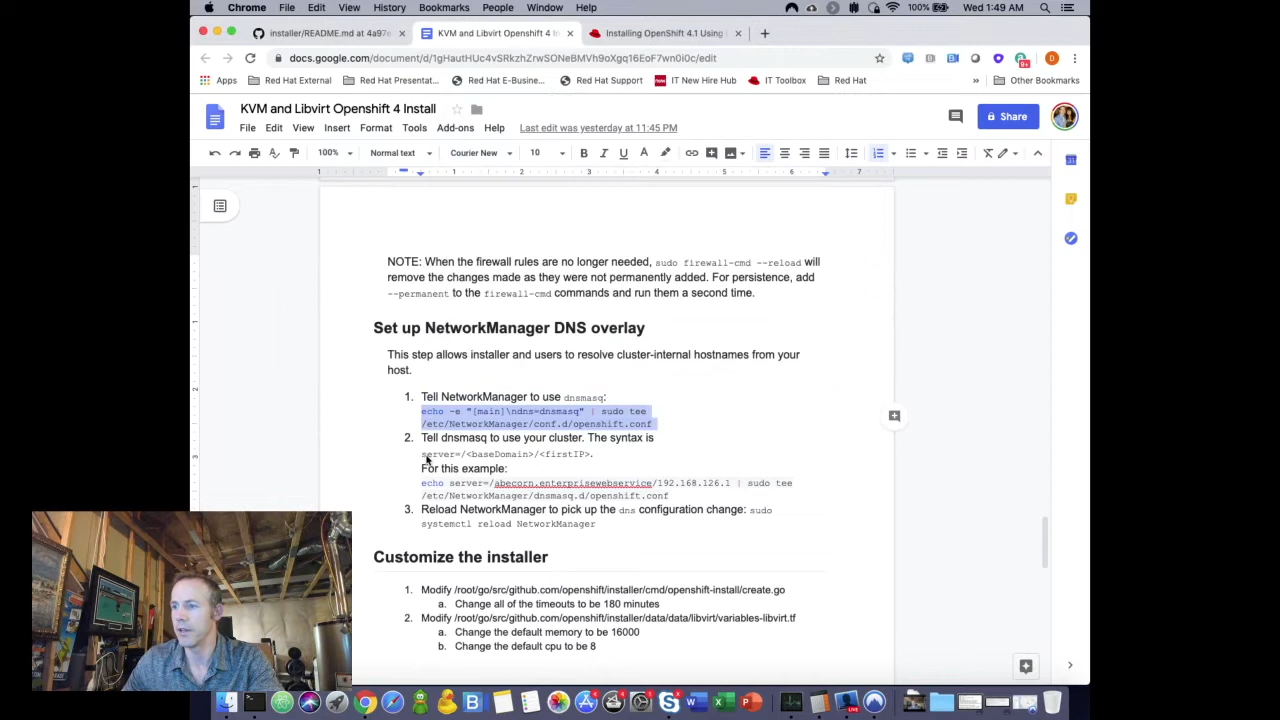 Chrome File Edit View History Bookmarks People Window Help 100% Wed 1:49 AM
installer/README.md at 4a97e KVM and Libvirt Openshift 4 In Installing OpenShift 4.1 Using
docs.google.com/document/d/1gHautHUc4vSRkzhZrwSONeBMVh9oXgq16EoF7wn0i0c/edit
Apps Red Hat External Red Hat Presentat... Red Hat E-Busine... Red Hat Support IT New Hire Hub IT Toolbox Red Hat » Other Bookmarks
KVM and Libvirt Openshift 4 Install
Share
File Edit View Insert Format Tools Add-ons Help Last edit was yesterday at 11:45 PM
100% Normal text Courier New 10 B I U A
1 1 2 3 4 5 6 7
NOTE: When the firewall rules are no longer needed, sudo firewall-cmd --reload will
remove the changes made as they were not permanently added. For persistence, add
--permanent to the firewall-cmd commands and run them a second time.
Set up NetworkManager DNS overlay
This step allows installer and users to resolve cluster-internal hostnames from your
host.
1. Tell NetworkManager to use dnsmasq:
echo -e "[main]\ndns=dnsmasq" | sudo tee
/etc/NetworkManager/conf.d/openshift.conf
2. Tell dnsmasq to use your cluster. The syntax is
server=/<baseDomain>/<firstIP>.
For this example:
echo server=/abecorn.enterprisewebservice/192.168.126.1 | sudo tee
/etc/NetworkManager/dnsmasq.d/openshift.conf
3. Reload NetworkManager to pick up the dns configuration change: sudo
systemctl reload NetworkManager
Customize the installer
1. Modify /root/go/src/github.com/openshift/installer/cmd/openshift-install/create.go
a. Change all of the timeouts to be 180 minutes
2. Modify /root/go/src/github.com/openshift/installer/data/data/libvirt/variables-libvirt.tf
a. Change the default memory to be 16000
b. Change the default cpu to be 8